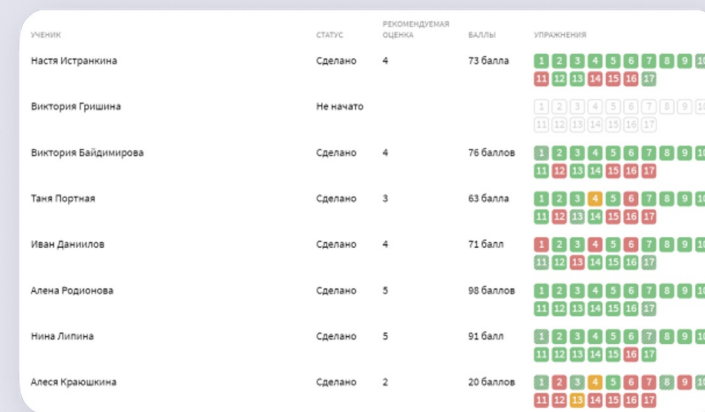 УЧЕНИК СТАТУС РЕКОМЕНДУЕМАЯ ОЦЕНКА БАЛЛЫ УПРАЖНЕНИЯ
Настя Истранкина Сделано 4 73 балла 1 2 3 4 5 6 7 8 9 10
11 12 13 14 15 16 17
Виктория Гришина Не начато 1 2 3 4 5 6 7 8 9 10
11 12 13 14 15 16 17
Виктория Байдимирова Сделано 4 76 баллов 1 2 3 4 5 6 7 8 9 10
11 12 13 14 15 16 17
Таня Портная Сделано 3 63 балла 1 2 3 4 5 6 7 8 9 10
11 12 13 14 15 16 17
Иван Даниилов Сделано 4 71 балл 1 2 3 4 5 6 7 8 9 10
11 12 13 14 15 16 17
Алена Родионова Сделано 5 98 баллов 1 2 3 4 5 6 7 8 9 10
11 12 13 14 15 16 17
Нина Липина Сделано 5 91 балл 1 2 3 4 5 6 7 8 9 10
11 12 13 14 15 16 17
Алеся Краюшкина Сделано 2 20 баллов 1 2 3 4 5 6 7 8 9 10
11 12 13 14 15 16 17